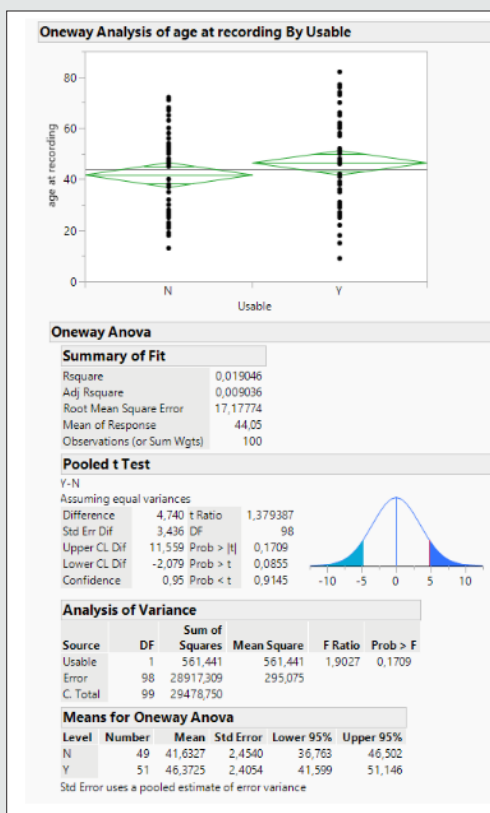 Oneway Analysis of age at recording By Usable
80
60
40
20
0
age at recording
N Y
Usable
Oneway Anova
Summary of Fit
Rsquare 0,019046
Adj Rsquare 0,009036
Root Mean Square Error 17,17774
Mean of Response 44,05
Observations (or Sum Wgts) 100
Pooled t Test
Y-N
Assuming equal variances
Difference 4,740 t Ratio 1,379387
Std Err Dif 3,436 DF 98
Upper CL Dif 11,559 Prob > |t| 0,1709
Lower CL Dif -2,079 Prob > t 0,0855
Confidence 0,95 Prob < t 0,9145
-10 -5 0 5 10
Analysis of Variance
Sum of
Source DF Squares Mean Square F Ratio Prob > F
Usable 1 561,441 561,441 1,9027 0,1709
Error 98 28917,309 295,075
C. Total 99 29478,750
Means for Oneway Anova
Level Number Mean Std Error Lower 95% Upper 95%
N 49 41,6327 2,4540 36,763 46,502
Y 51 46,3725 2,4054 41,599 51,146
Std Error uses a pooled estimate of error variance